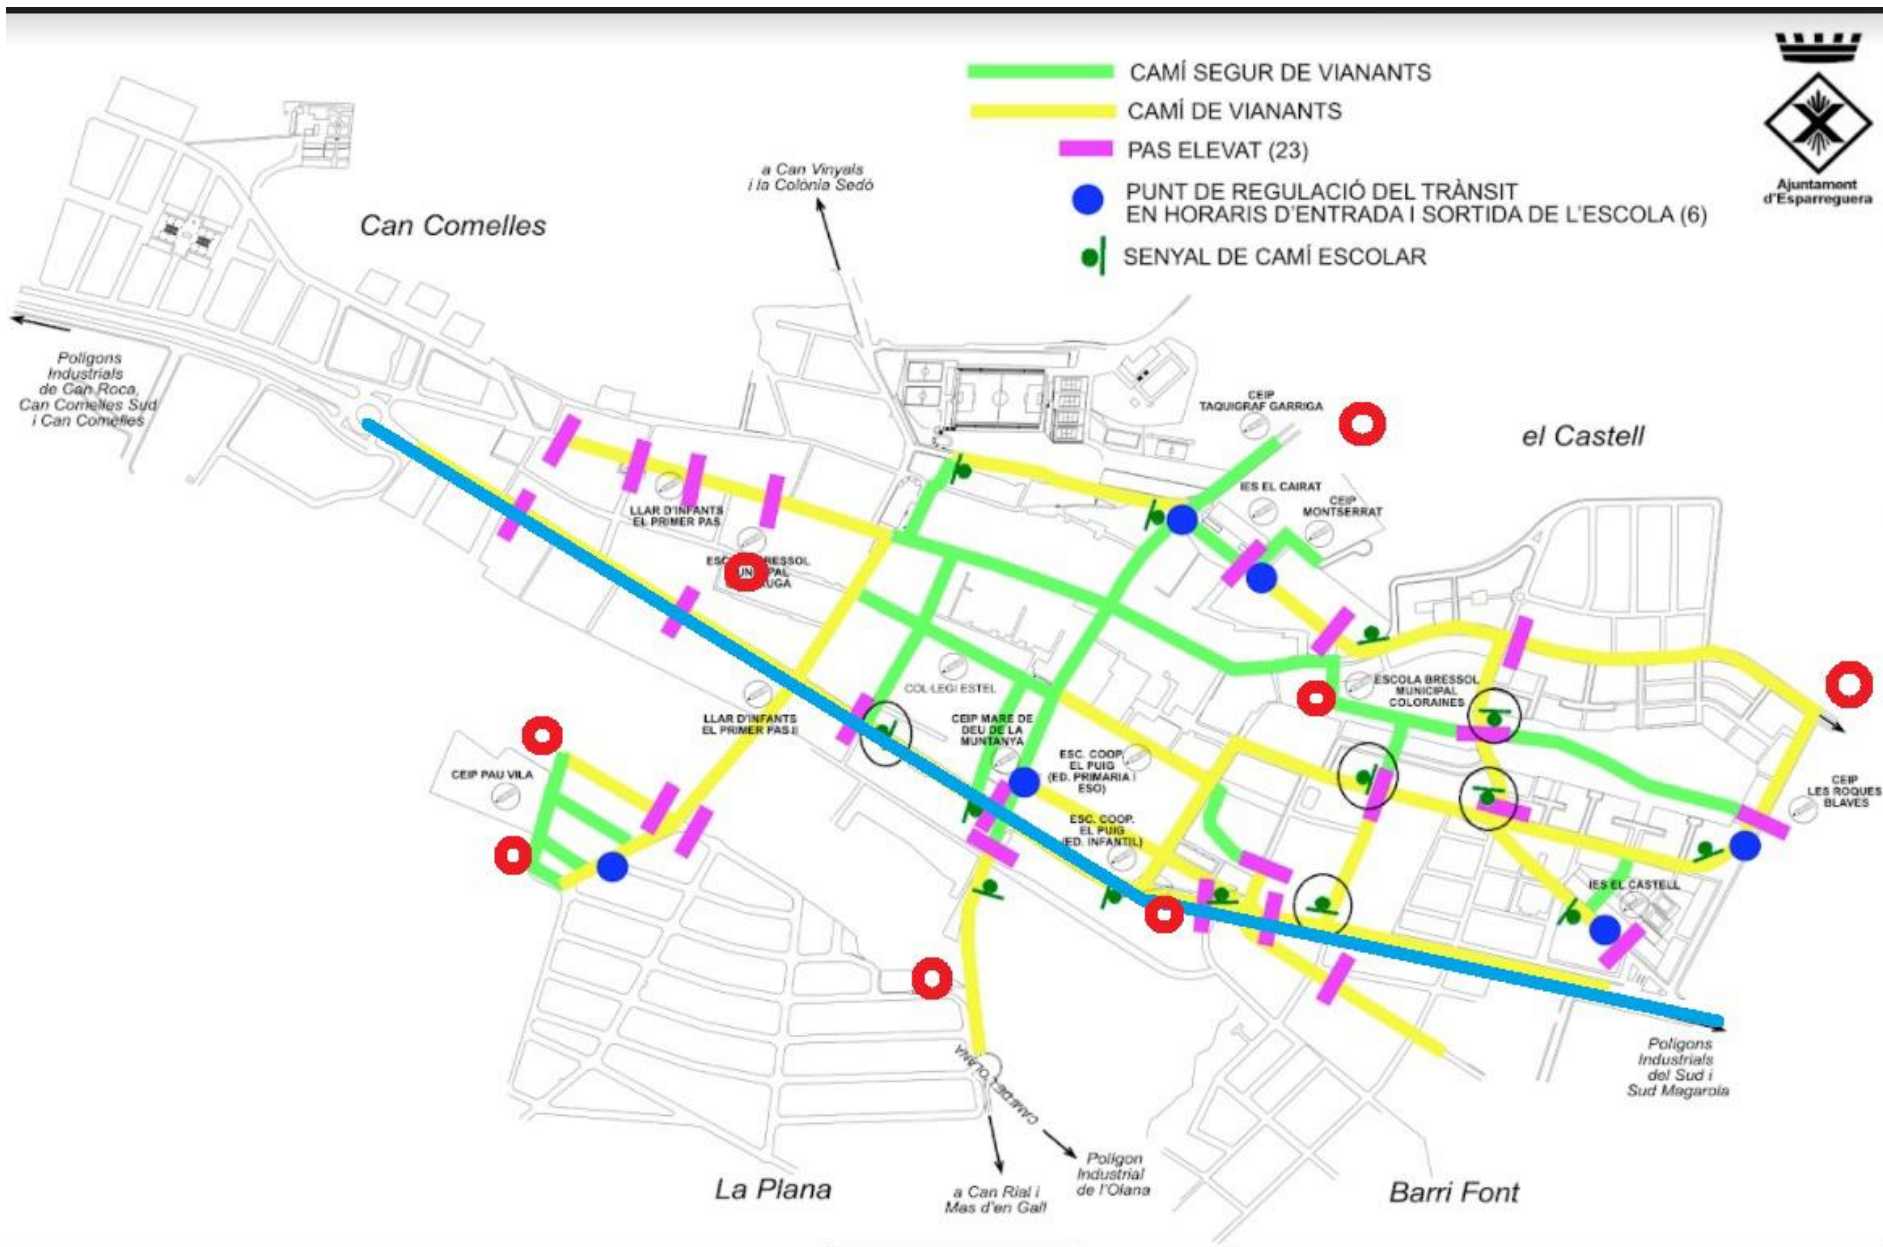 CAMÍ SEGUR DE VIANANTS
CAMÍ DE VIANANTS
PAS ELEVAT (23)
PUNT DE REGULACIÓ DEL TRÀNSIT
EN HORARIS D'ENTRADA I SORTIDA DE L'ESCOLA (6)
SENYAL DE CAMÍ ESCOLAR
Ajuntament
d'Esparreguera
a Can Vinyals
i la Colònia Sedó
Can Comelles
Polígons
Industrials
de Can Roca,
Can Comelles Sud
i Can Comelles
CEIP
TAQUIGRAF GARRIGA
el Castell
IES EL CAIRAT
CEIP
MONTSERRAT
LLAR D'INFANTS
EL PRIMER PAS
ESCOLA BRESSOL
MUNICIPAL
COLORAINES
COL·LEGI ESTEL
LLAR D'INFANTS
EL PRIMER PAS II
CEIP MARE DE
DEU DE LA
MUNTANYA
ESC. COOP.
EL PUIG
(ED. PRIMARIA I
ESO)
CEIP PAU VILA
CEIP
LES ROQUES
BLAVES
ESC. COOP.
EL PUIG
(ED. INFANTIL)
IES EL CASTELL
CAMÍ DE L'OLANA
Polígons
Industrials
del Sud i
Sud Magarola
Polígon
Industrial
de l'Olana
La Plana
a Can Rial i
Mas d'en Gall
Barri Font